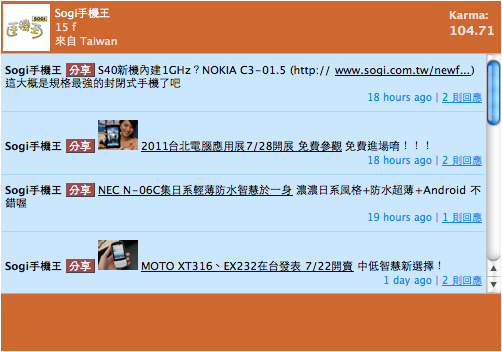 SOGI
手機王
Sogi手機王
15 f
來自 Taiwan
Karma:
104.71
Sogi手機王 分享 S40新機內建1GHz？NOKIA C3-01.5 (http:// www.sogi.com.tw/newf...)
這大概是規格最強的封閉式手機了吧
18 hours ago | 2 則回應
Sogi手機王 分享 2011台北電腦應用展7/28開展 免費參觀 免費進場唷！！！
18 hours ago | 2 則回應
Sogi手機王 分享 NEC N-06C集日系輕薄防水智慧於一身 濃濃日系風格+防水超薄+Android 不
錯喔
19 hours ago | 1 則回應
Sogi手機王 分享 MOTO XT316、EX232在台發表 7/22開賣 中低智慧新選擇！
1 day ago | 2 則回應